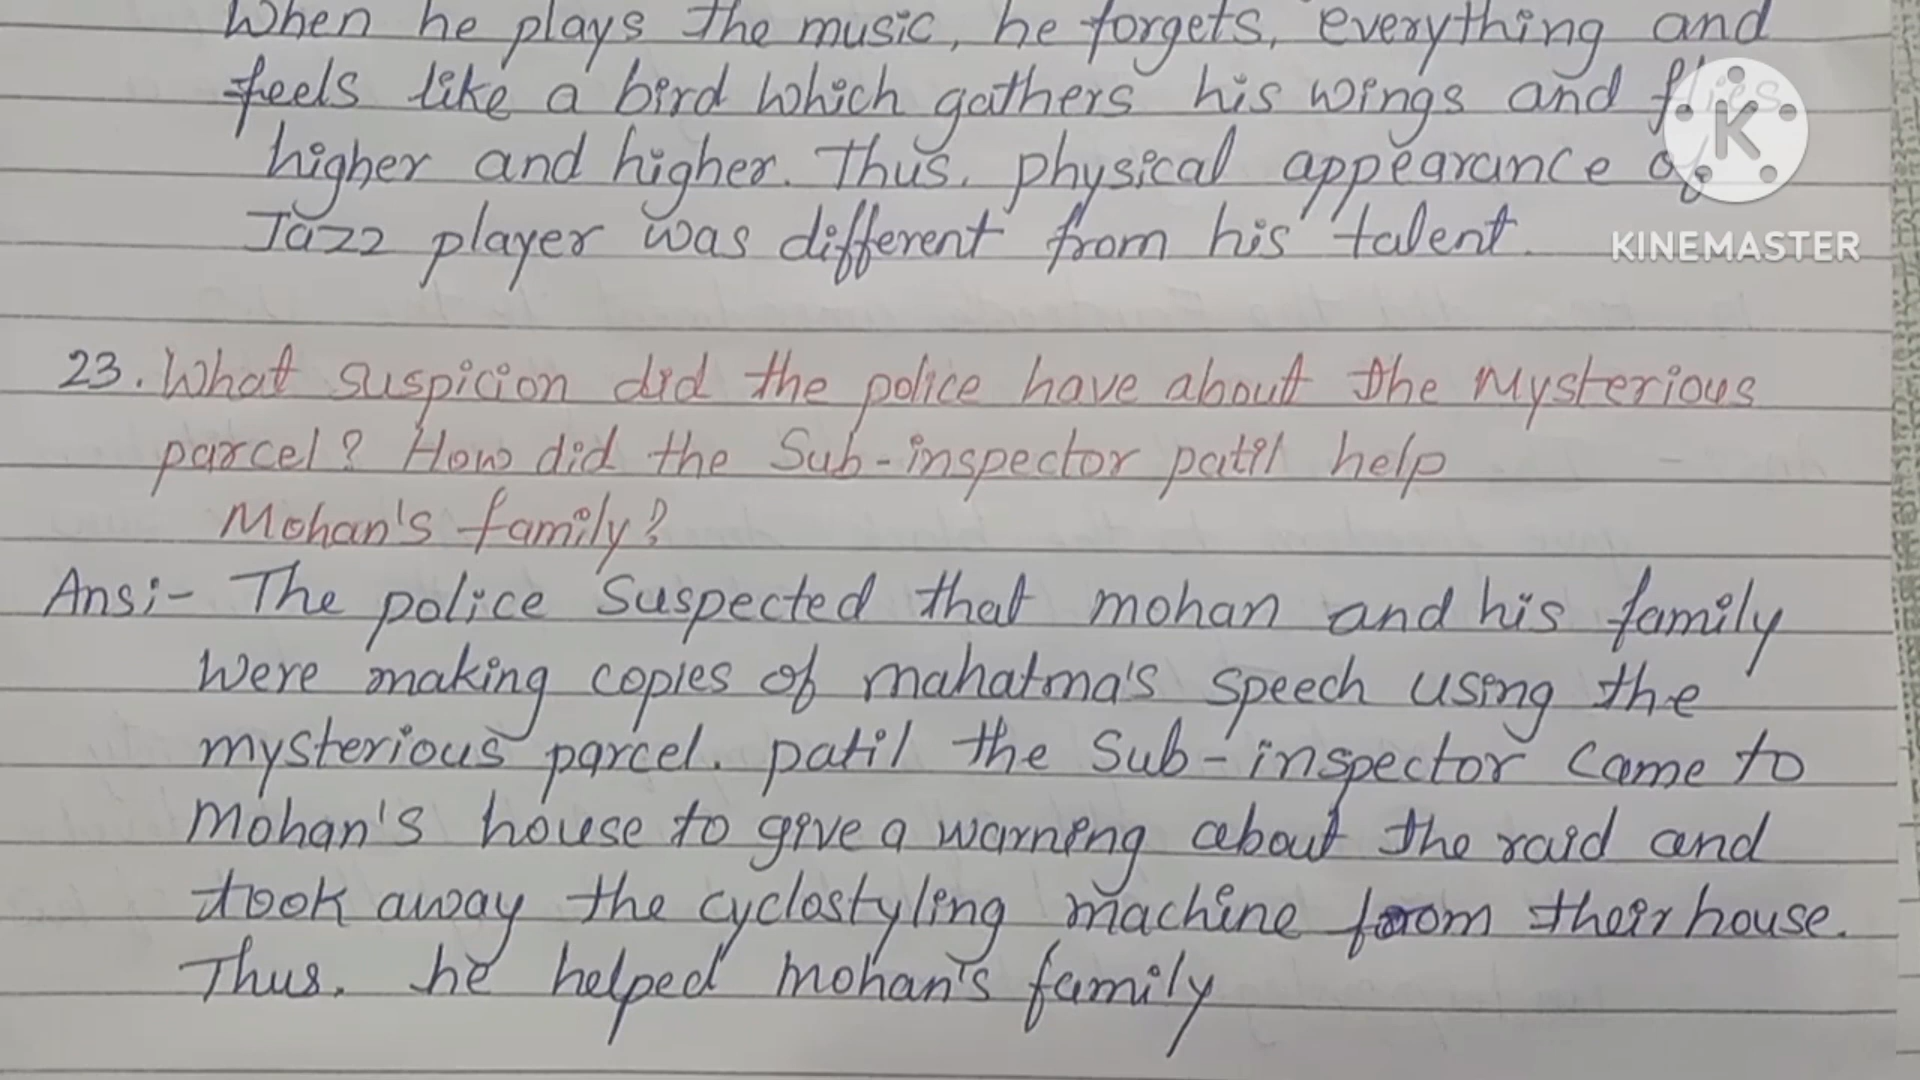 When he plays the music, he forgets, everything and
feels like a bird which gathers his wings and flies
higher and higher. Thus, physical appearance of
Jazz player was different from his talent.
K
KINEMASTER
23. What suspicion did the police have about the Mysterious
parcel? How did the Sub-inspector patil help
Mohan's family?
Ans:- The police suspected that mohan and his family
were making copies of mahatma's speech using the
mysterious parcel. patil the Sub-inspector came to
Mohan's house to give a warning about the raid and
took away the cyclostyling machine from their house.
Thus, he helped mohan's family